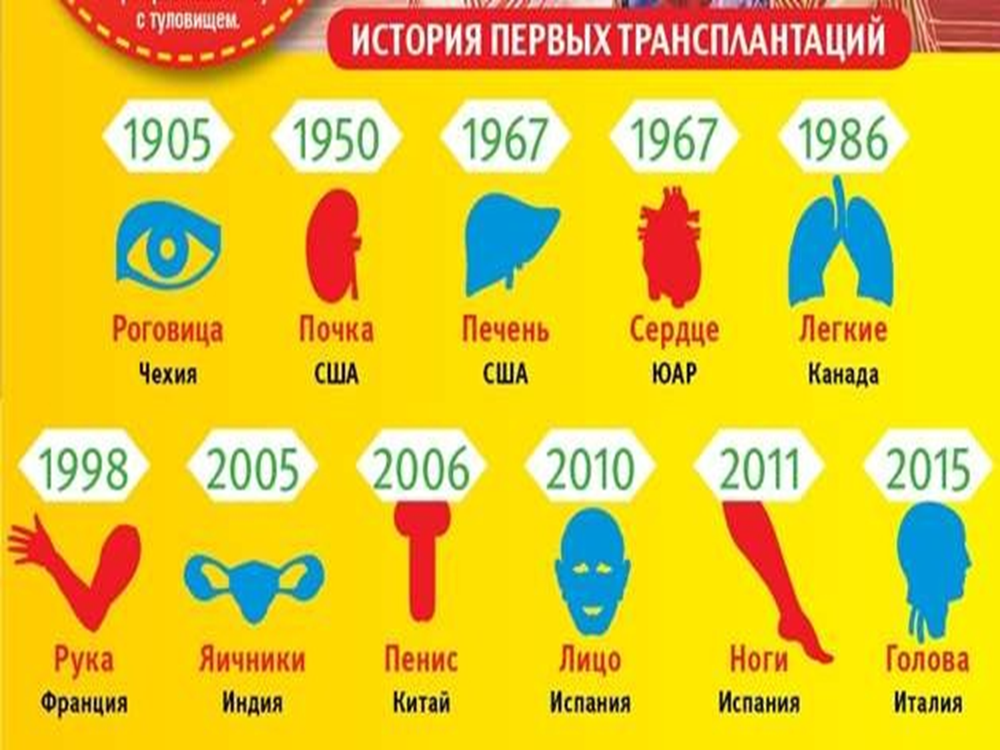 с туловищем.
ИСТОРИЯ ПЕРВЫХ ТРАНСПЛАНТАЦИЙ
1905 1950 1967 1967 1986
Роговица Почка Печень Сердце Легкие
Чехия США США ЮАР Канада
1998 2005 2006 2010 2011 2015
Рука Яичники Пенис Лицо Ноги Голова
Франция Индия Китай Испания Испания Италия